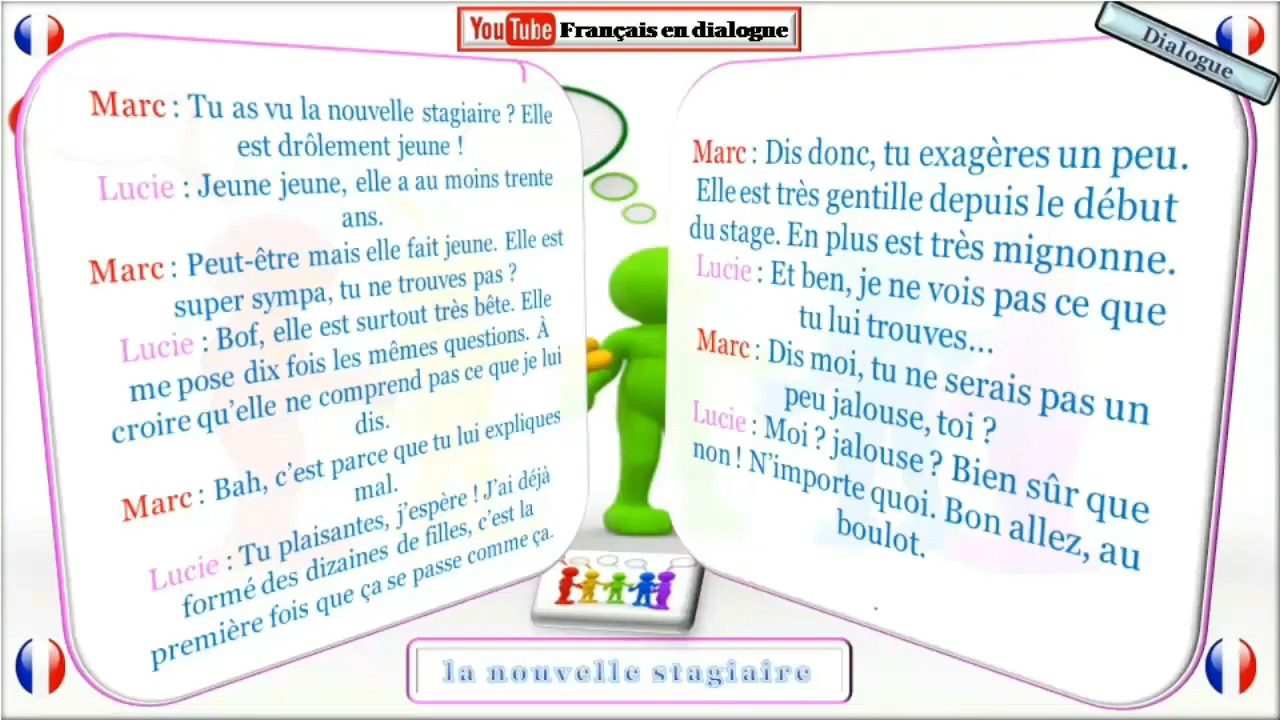 YouTube Français en dialogue
Dialogue
Marc : Tu as vu la nouvelle stagiaire ? Elle
est drôlement jeune !
Lucie : Jeune jeune, elle a au moins trente
ans.
Marc : Peut-être mais elle fait jeune. Elle est
super sympa, tu ne trouves pas ?
Lucie : Bof, elle est surtout très bête. Elle
me pose dix fois les mêmes questions. À
croire qu'elle ne comprend pas ce que je lui
dis.
Marc : Bah, c'est parce que tu lui expliques
mal.
Lucie : Tu plaisantes, j'espère ! J'ai déjà
formé des dizaines de filles, c'est la
première fois que ça se passe comme ça.
Marc : Dis donc, tu exagères un peu.
Elle est très gentille depuis le début
du stage. En plus est très mignonne.
Lucie : Et ben, je ne vois pas ce que
tu lui trouves...
Marc : Dis moi, tu ne serais pas un
peu jalouse, toi ?
Lucie : Moi ? jalouse ? Bien sûr que
non ! N'importe quoi. Bon allez, au
boulot.
la nouvelle stagiaire